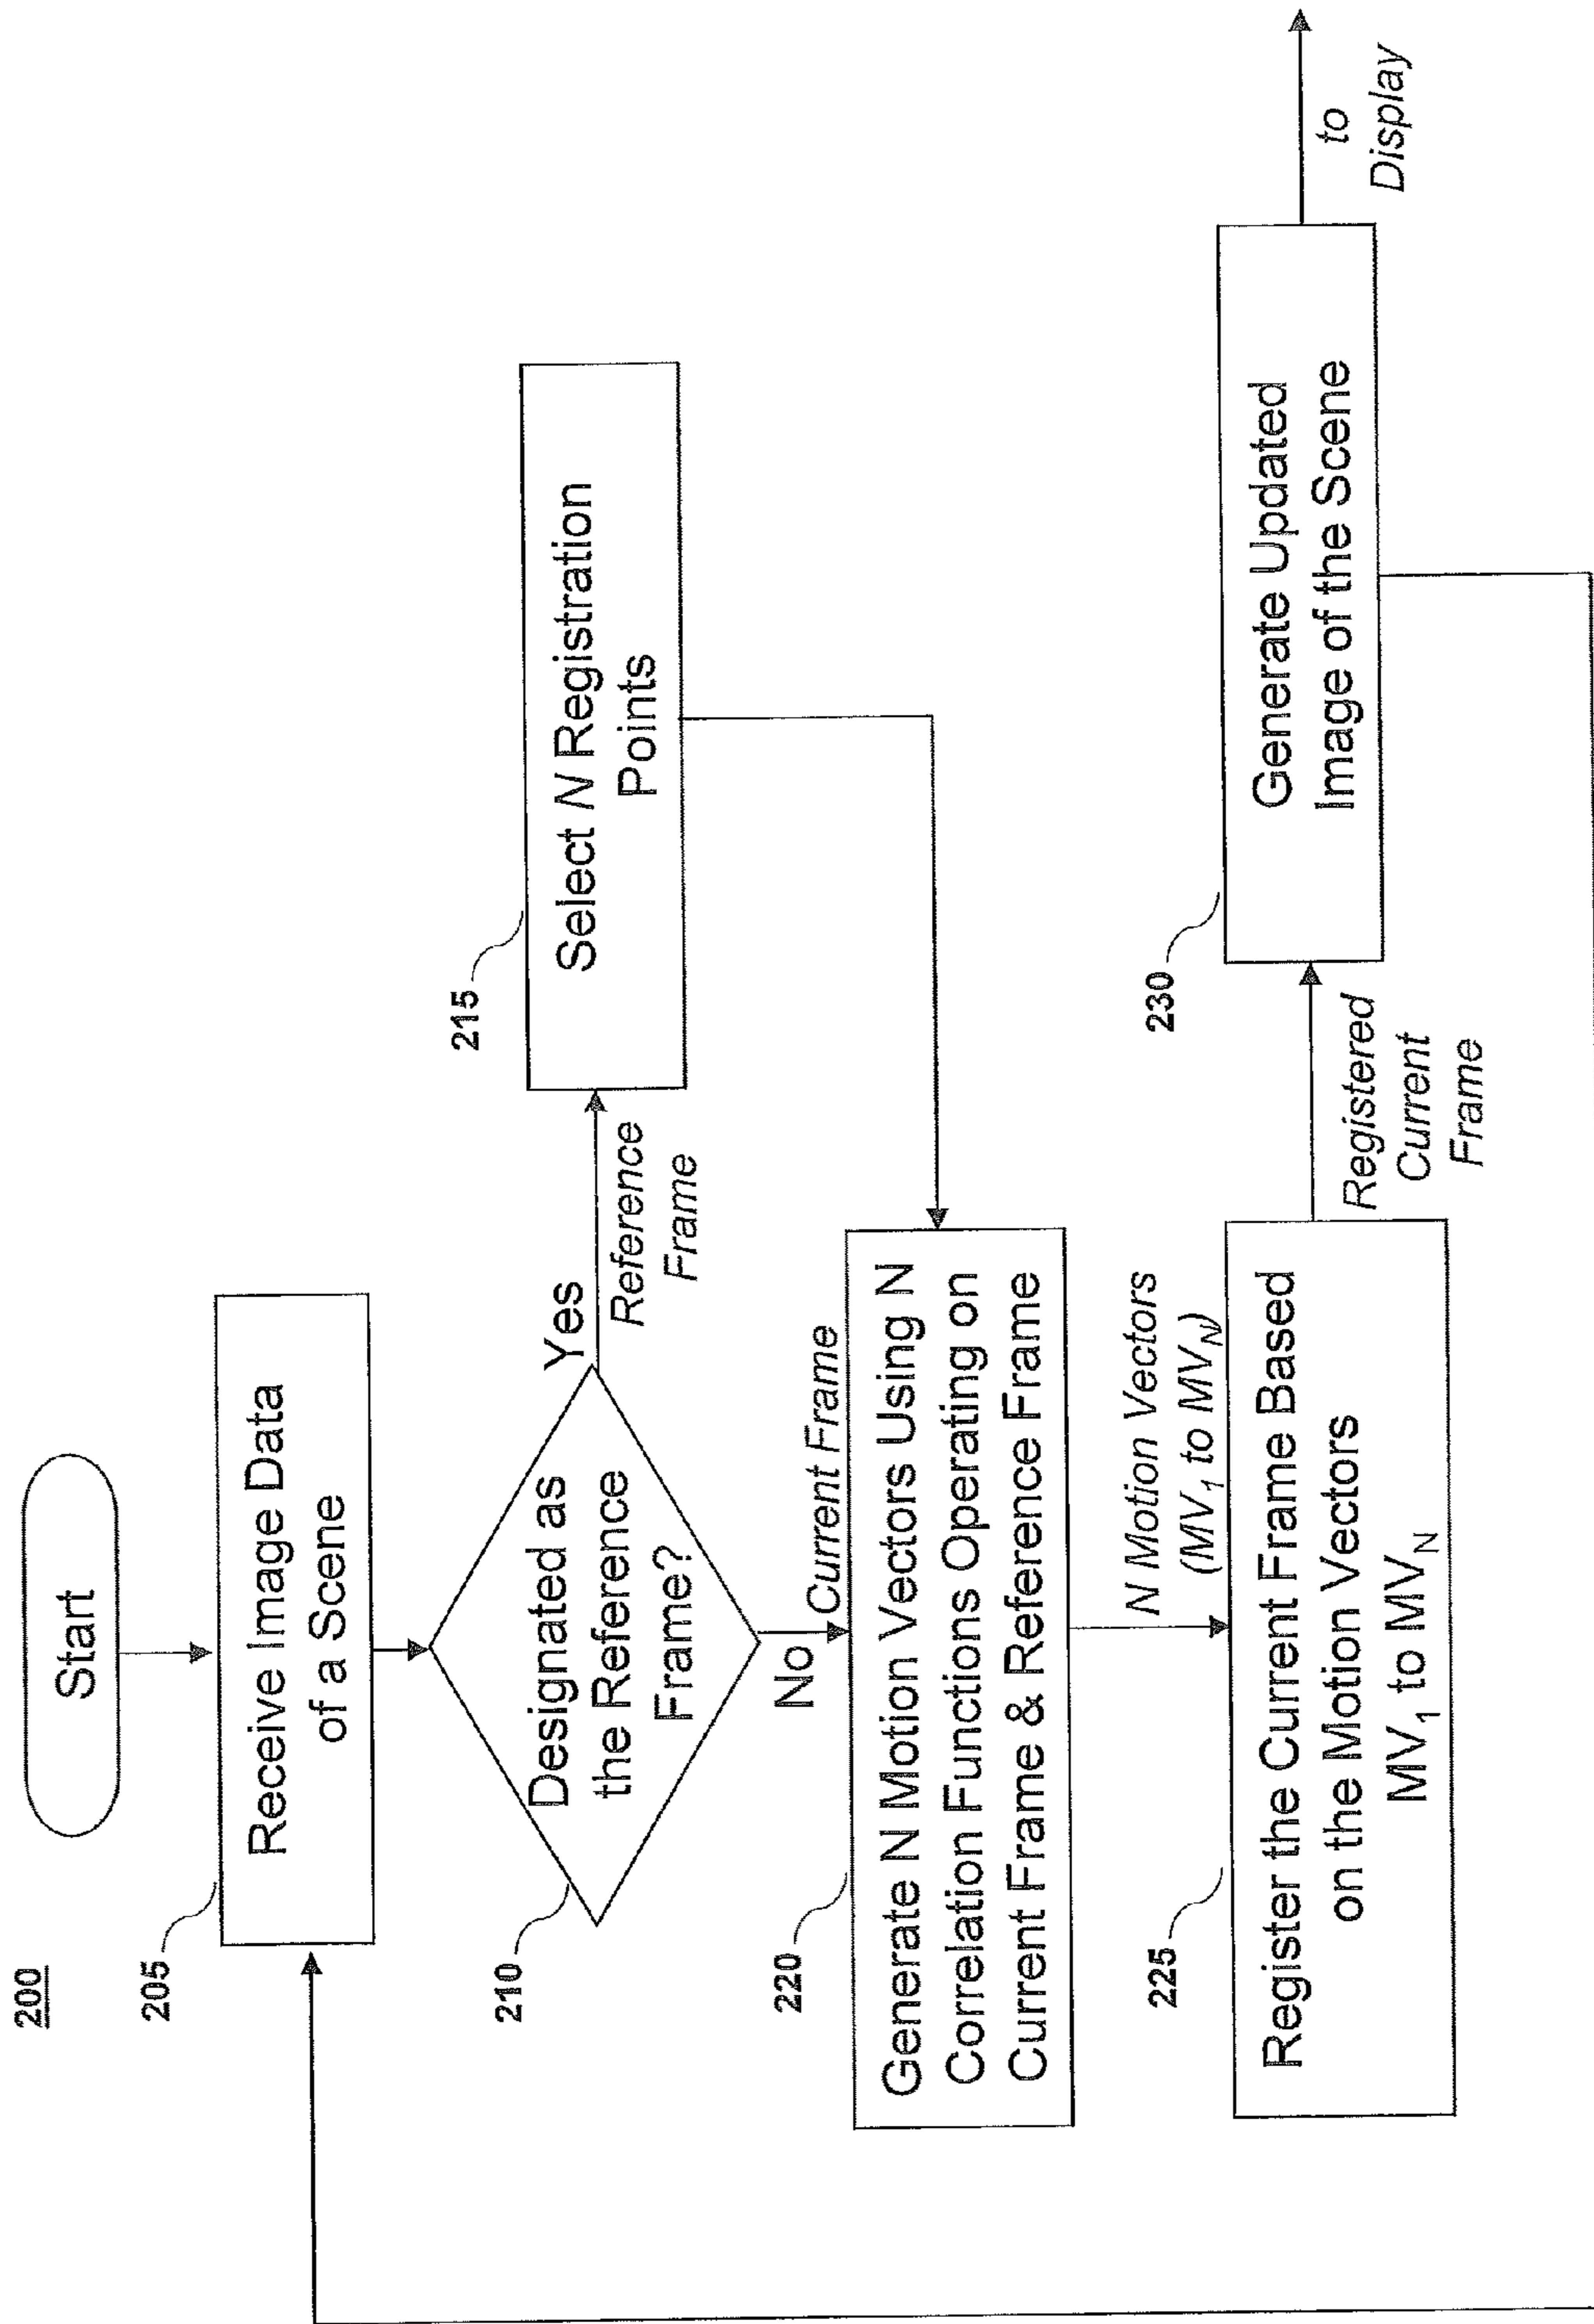 200
Start
205
Receive Image Data
of a Scene
210
Designated as
the Reference
Frame?
Yes
Reference
Frame
215
Select N Registration
Points
No
Current Frame
220
Generate N Motion Vectors Using N
Correlation Functions Operating on
Current Frame & Reference Frame
N Motion Vectors
(MV₁ to MV_N)
225
Register the Current Frame Based
on the Motion Vectors
MV₁ to MV_N
Registered
Current
Frame
230
Generate Updated
Image of the Scene
to
Display